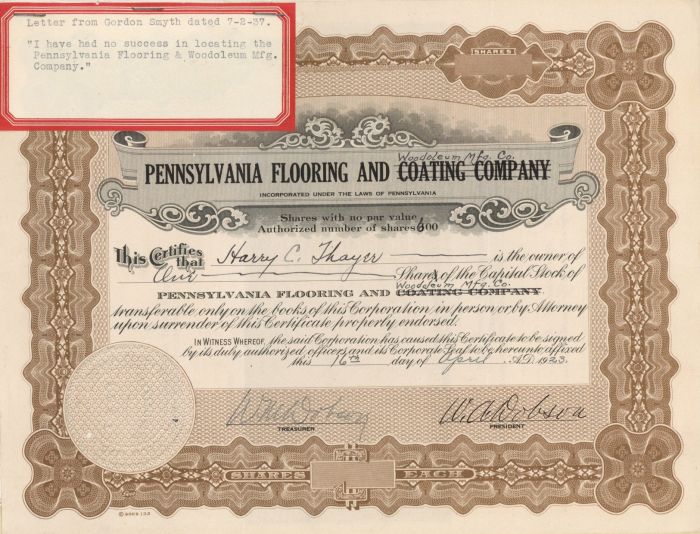 Letter from Gordon Smyth dated 7-2-37.
"I have had no success in locating the
Pennsylvania Flooring & Woodoleum Mfg.
Company."
SHARES
Woodoleum Mfg. Co.
PENNSYLVANIA FLOORING AND COATING COMPANY
INCORPORATED UNDER THE LAWS OF PENNSYLVANIA
Shares with no par value
Authorized number of shares 600
This Certifies that Harry C. Thayer is the owner of
One Shares of the Capital Stock of
Woodoleum Mfg. Co.
PENNSYLVANIA FLOORING AND COATING COMPANY
transferable only on the books of this Corporation in person or by Attorney
upon surrender of this Certificate properly endorsed.
IN WITNESS WHEREOF, the said Corporation has caused this Certificate to be signed
by its duly authorized officers and its Corporate Seal to be hereunto affixed
this 16th day of April A.D. 1923.
W. A. Dobson
TREASURER
PRESIDENT
SHARES EACH